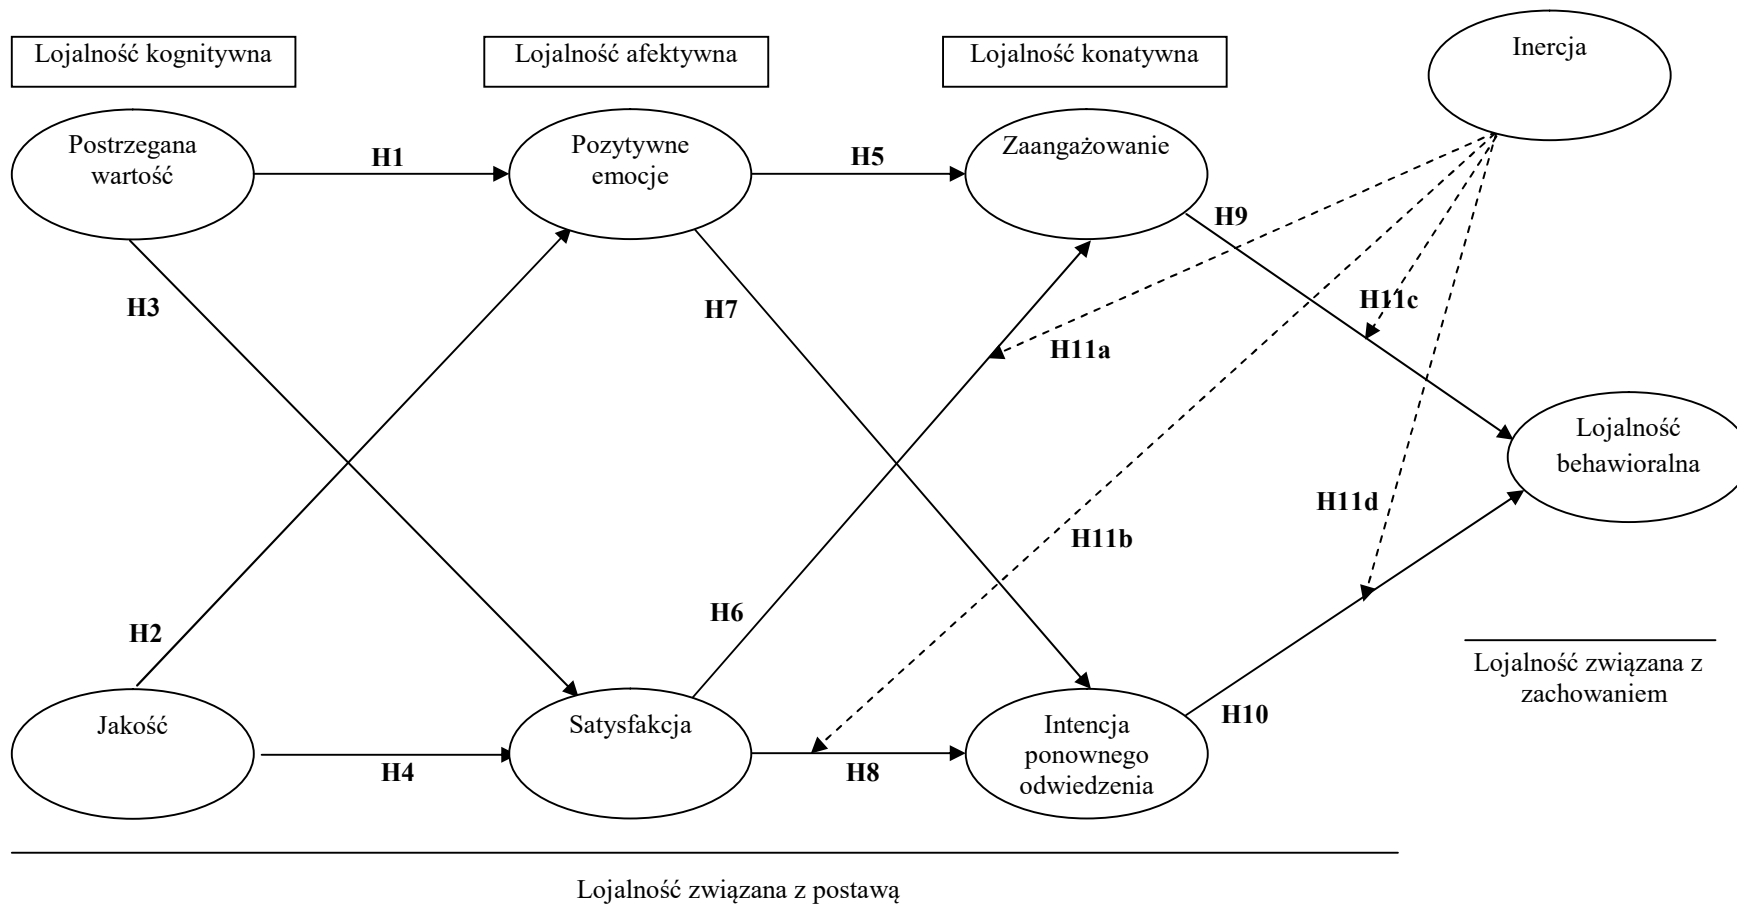 Lojalność kognitywna
Lojalność afektywna
Lojalność konatywna
Inercja
Postrzegana
wartość
H1
Pozytywne
emocje
H5
Zaangażowanie
H9
H3
H7
H11c
H11a
Lojalność
behawioralna
H11d
H11b
H2
H6
Lojalność związana z
zachowaniem
Jakość
H4
Satysfakcja
H8
Intencja
ponownego
odwiedzenia
H10
Lojalność związana z postawą